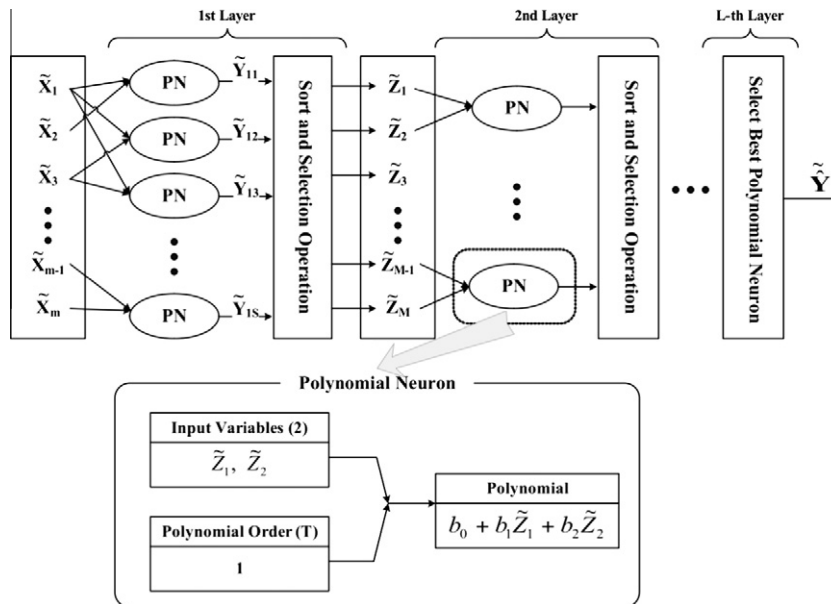 1st Layer
2nd Layer
L-th Layer
X̃₁
X̃₂
X̃₃
X̃ₘ₋₁
X̃ₘ
PN
PN
PN
PN
Ỹ₁₁
Ỹ₁₂
Ỹ₁₃
Ỹ₁S
Sort and Selection Operation
Z̃₁
Z̃₂
Z̃₃
Z̃M-1
Z̃M
PN
PN
Sort and Selection Operation
Select Best Polynomial Neuron
Ŷ̃
Polynomial Neuron
Input Variables (2)
Z̃₁, Z̃₂
Polynomial Order (T)
1
Polynomial
b₀ + b₁Z̃₁ + b₂Z̃₂